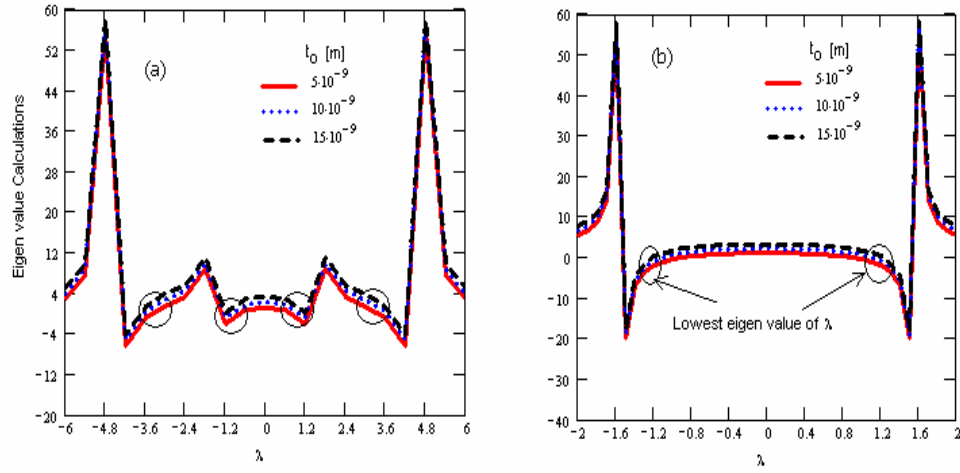 60
52
44
36
28
20
12
4
-4
-12
-20
Eigen value Calculations
(a)
t₀ [m]
5·10⁻⁹
10·10⁻⁹
15·10⁻⁹
-6 -4.8 -3.6 -2.4 -1.2 0 1.2 2.4 3.6 4.8 6
λ
60
50
40
30
20
10
0
-10
-20
-30
-40
(b)
t₀ [m]
5·10⁻⁹
10·10⁻⁹
15·10⁻⁹
Lowest eigen value of λ
-2 -1.6 -1.2 -0.8 -0.4 0 0.4 0.8 1.2 1.6 2
λ